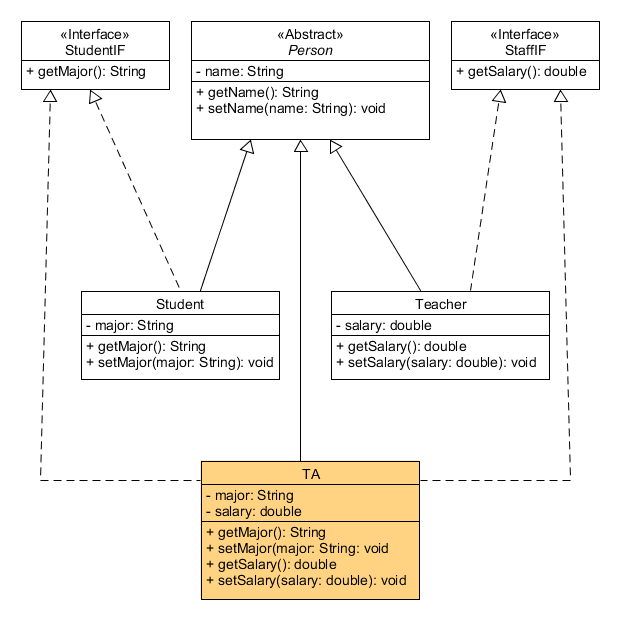 «Interface»
StudentIF
+ getMajor(): String
«Abstract»
Person
- name: String
+ getName(): String
+ setName(name: String): void
«Interface»
StaffIF
+ getSalary(): double
Student
- major: String
+ getMajor(): String
+ setMajor(major: String): void
Teacher
- salary: double
+ getSalary(): double
+ setSalary(salary: double): void
TA
- major: String
- salary: double
+ getMajor(): String
+ setMajor(major: String: void
+ getSalary(): double
+ setSalary(salary: double): void